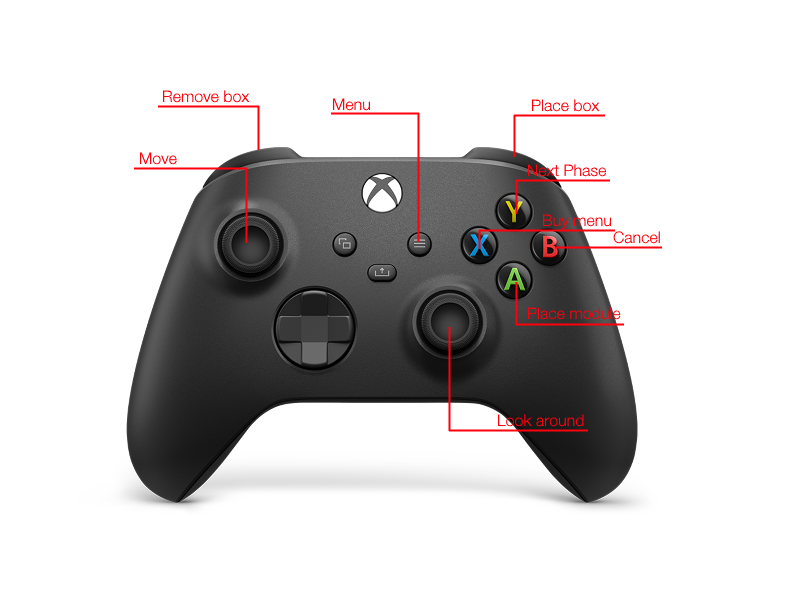 Remove box
Menu
Place box
Move
Next Phase
Y
Buy menu
X
B
Cancel
A
Place module
Look around